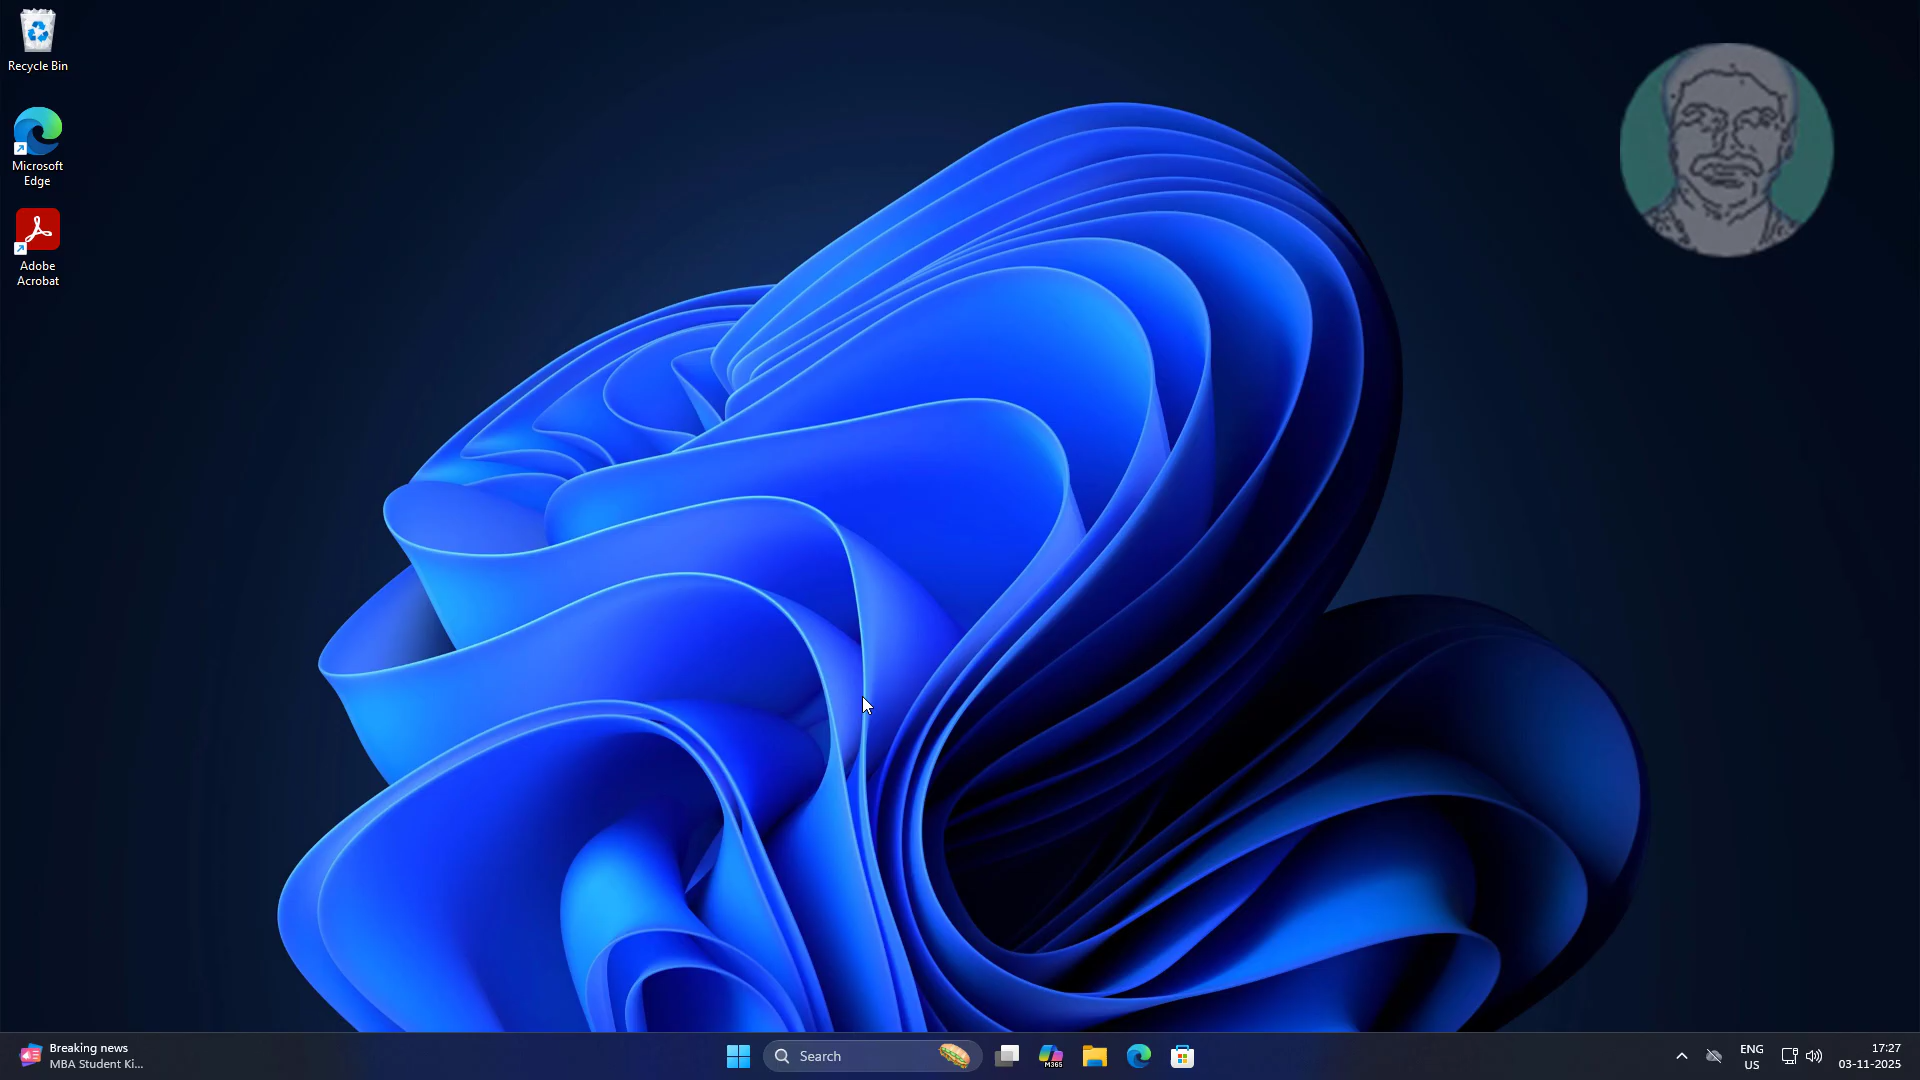 Recycle Bin
Microsoft
Edge
Adobe
Acrobat
Breaking news
MBA Student Ki...
Search
M365
ENG
US
17:27
03-11-2025